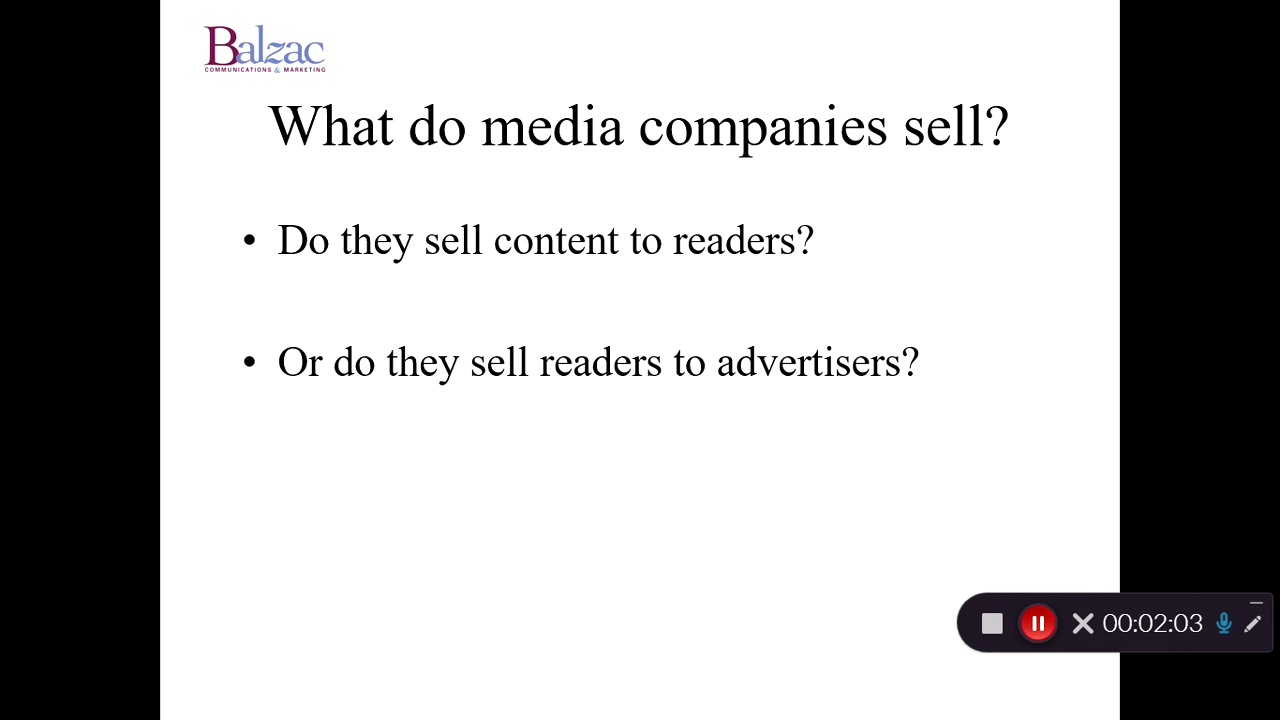 Balzac
COMMUNICATIONS & MARKETING
What do media companies sell?
• Do they sell content to readers?
• Or do they sell readers to advertisers?
00:02:03